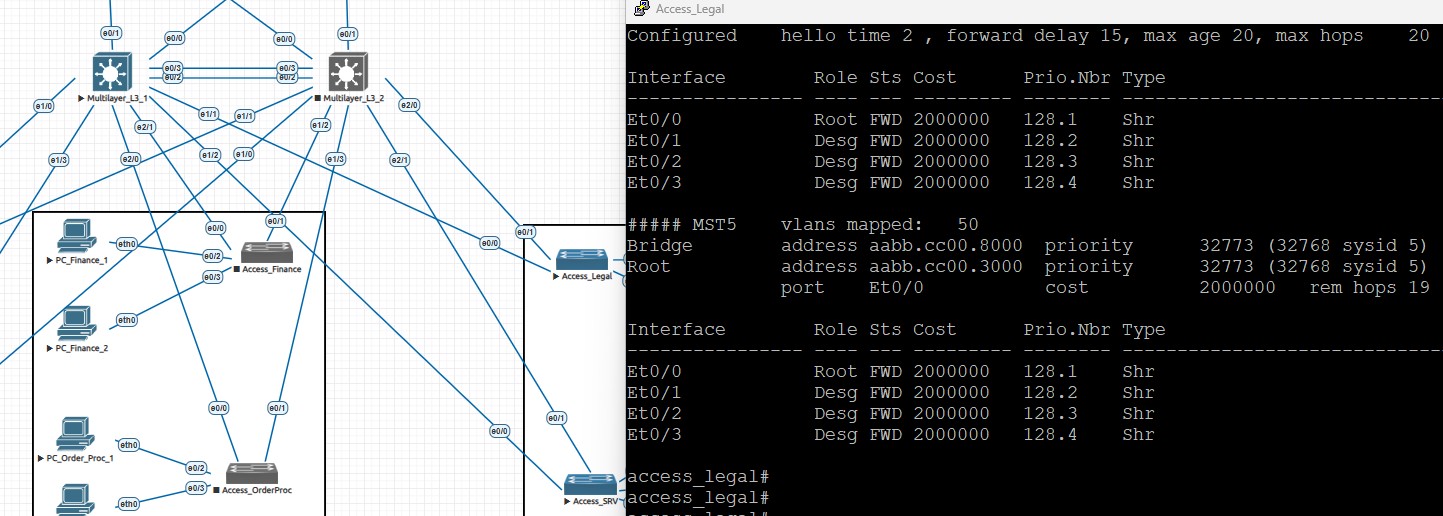 e0/1
e0/1
Access_Legal
e0/0
e0/0
e0/3
e0/3
e0/2
e0/2
Multilayer_L3_1
Multilayer_L3_2
e1/0
e1/1
e1/1
e2/0
e2/1
e1/2
e1/3
e2/0
e1/2
e1/0
e1/3
e2/1
e0/1
e0/0
e0/1
e0/0
eth0
e0/2
PC_Finance_1
Access_Finance
e0/3
Access_Legal
eth0
PC_Finance_2
e0/0
e0/1
e0/1
e0/0
eth0
PC_Order_Proc_1
e0/2
e0/3
Access_OrderProc
eth0
Access_SRV
Configured hello time 2 , forward delay 15, max age 20, max hops 20
Interface Role Sts Cost Prio.Nbr Type
---------------- ---- --- --------- -------- --------------------------------
Et0/0 Root FWD 2000000 128.1 Shr
Et0/1 Desg FWD 2000000 128.2 Shr
Et0/2 Desg FWD 2000000 128.3 Shr
Et0/3 Desg FWD 2000000 128.4 Shr
##### MST5 vlans mapped: 50
Bridge address aabb.cc00.8000 priority 32773 (32768 sysid 5)
Root address aabb.cc00.3000 priority 32773 (32768 sysid 5)
port Et0/0 cost 2000000 rem hops 19
Interface Role Sts Cost Prio.Nbr Type
---------------- ---- --- --------- -------- --------------------------------
Et0/0 Root FWD 2000000 128.1 Shr
Et0/1 Desg FWD 2000000 128.2 Shr
Et0/2 Desg FWD 2000000 128.3 Shr
Et0/3 Desg FWD 2000000 128.4 Shr
access_legal#
access_legal#
access_legal#